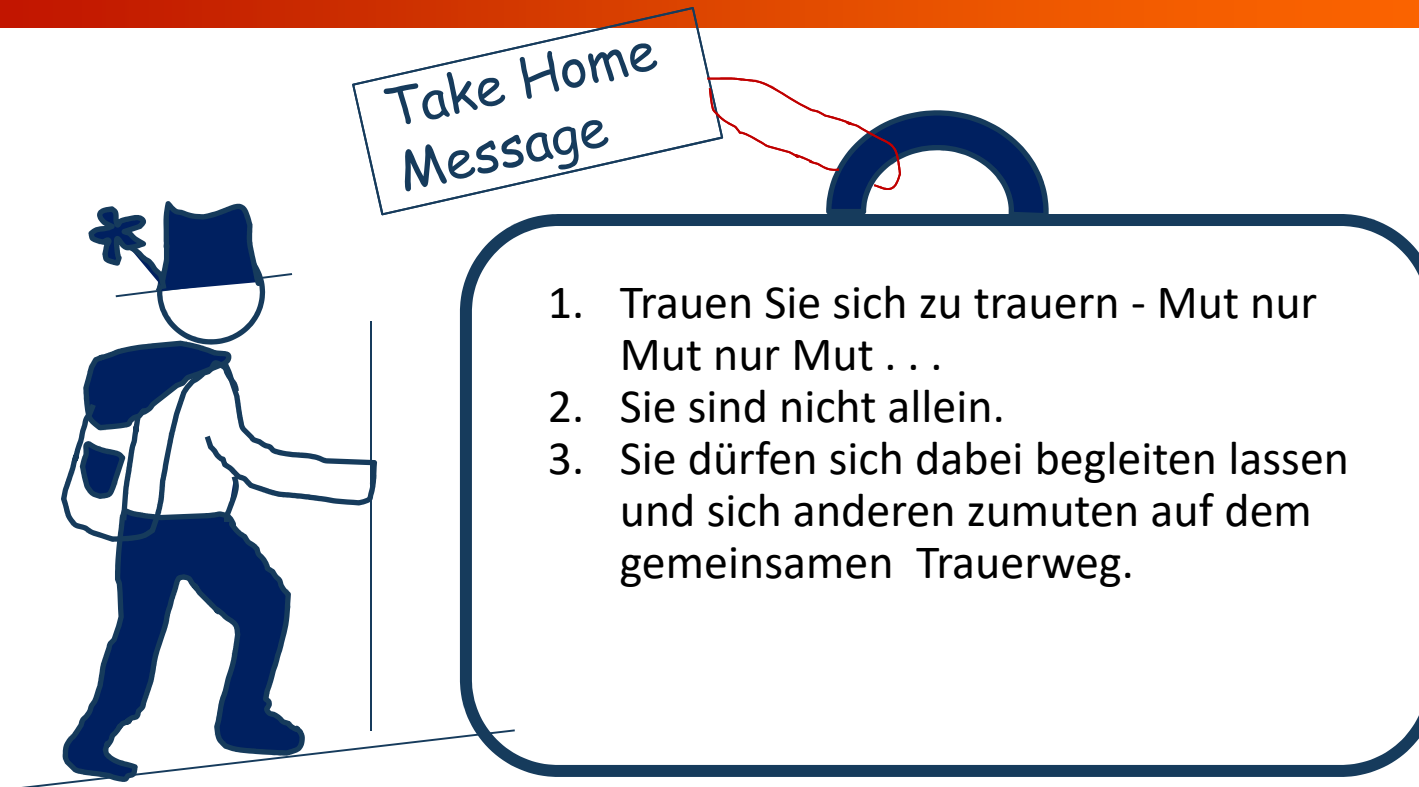 Take Home
Message
1. Trauen Sie sich zu trauern - Mut nur
Mut nur Mut . . .
2. Sie sind nicht allein.
3. Sie dürfen sich dabei begleiten lassen
und sich anderen zumuten auf dem
gemeinsamen  Trauerweg.